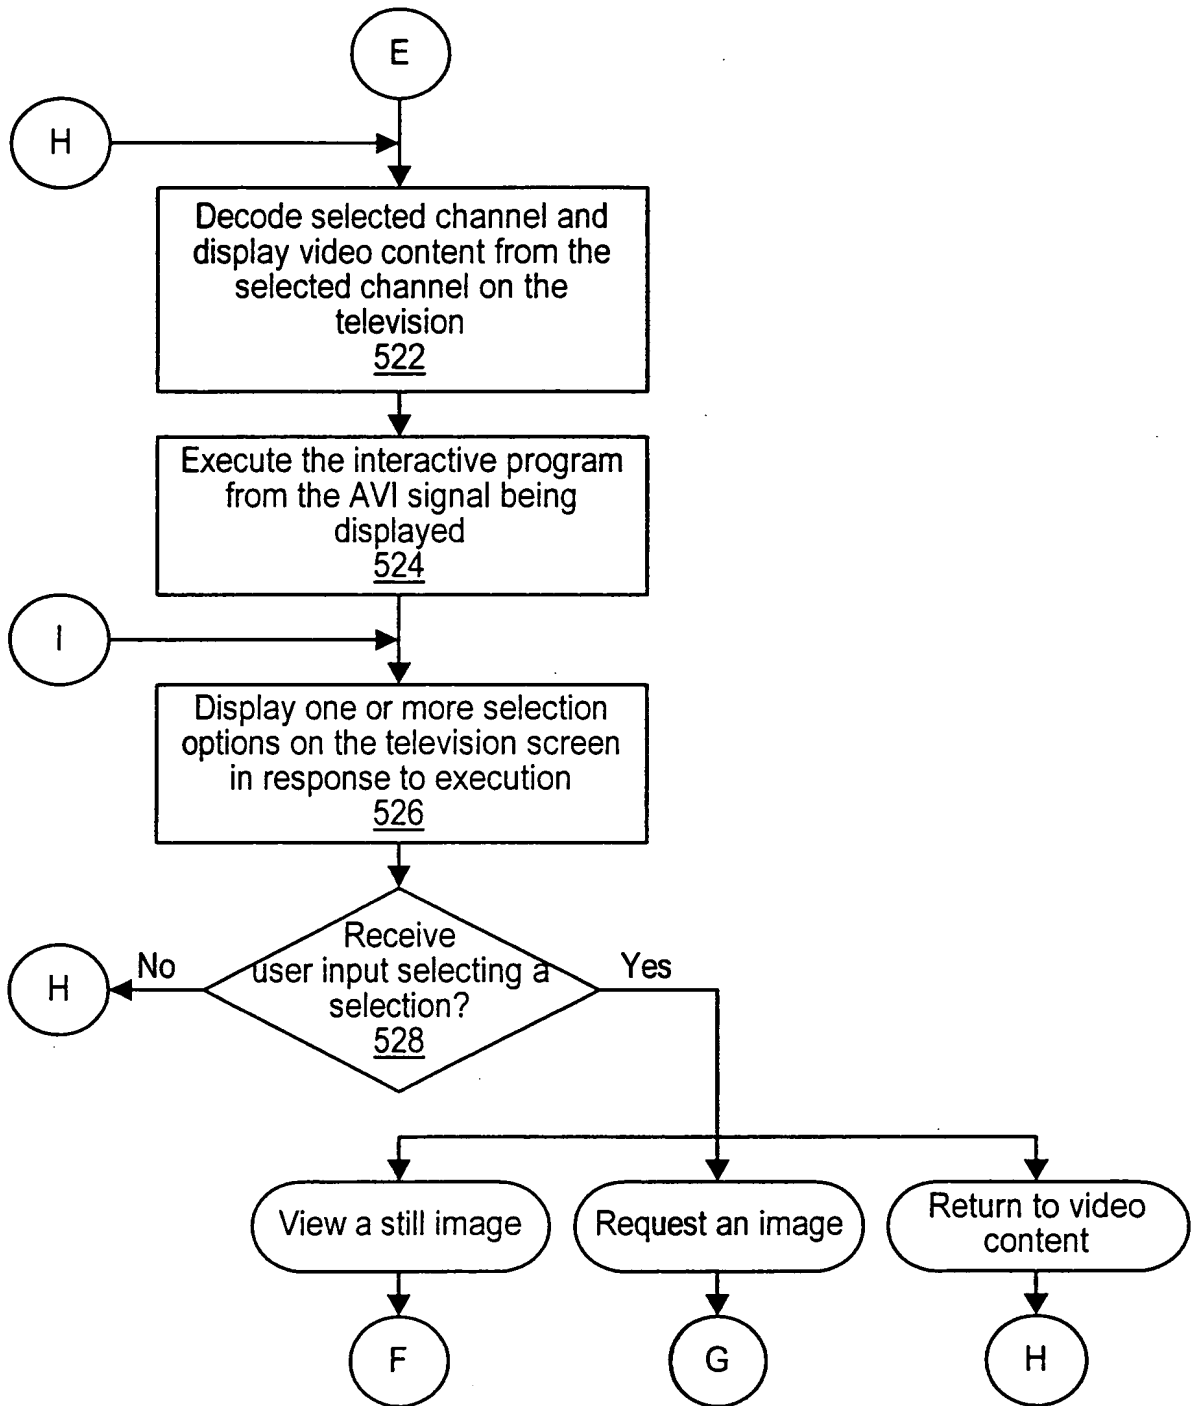 E
H
Decode selected channel and
display video content from the
selected channel on the
television
522
Execute the interactive program
from the AVI signal being
displayed
524
I
Display one or more selection
options on the television screen
in response to execution
526
Receive
user input selecting a
selection?
528
No
Yes
H
View a still image
Request an image
Return to video
content
F
G
H